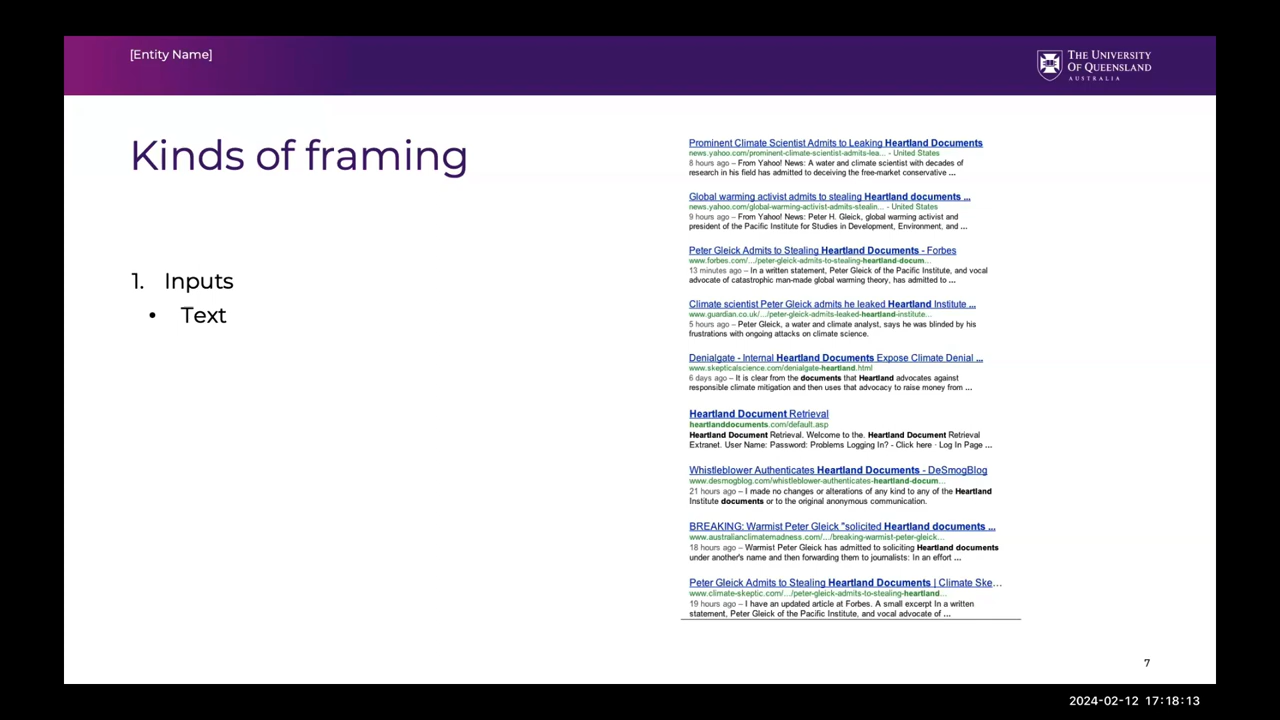 [Entity Name]
THE UNIVERSITY
OF QUEENSLAND
AUSTRALIA
Kinds of framing
1. Inputs
• Text
Prominent Climate Scientist Admits to Leaking Heartland Documents
news.yahoo.com/prominent-climate-scientist-admits-lea... - United States
8 hours ago – From Yahoo! News: A water and climate scientist with decades of
research in his field has admitted to deceiving the free-market conservative ...
Global warming activist admits to stealing Heartland documents ...
news.yahoo.com/global-warming-activist-admits-stealin... - United States
9 hours ago – From Yahoo! News: Peter H. Gleick, global warming activist and
president of the Pacific Institute for Studies in Development, Environment, and ...
Peter Gleick Admits to Stealing Heartland Documents - Forbes
www.forbes.com/.../peter-gleick-admits-to-stealing-heartland-docum...
13 minutes ago – In a written statement, Peter Gleick of the Pacific Institute, and vocal
advocate of catastrophic man-made global warming theory, has admitted to ...
Climate scientist Peter Gleick admits he leaked Heartland Institute ...
www.guardian.co.uk/.../peter-gleick-admits-leaked-heartland-institute...
5 hours ago – Peter Gleick, a water and climate analyst, says he was blinded by his
frustrations with ongoing attacks on climate science.
Denialgate - Internal Heartland Documents Expose Climate Denial ...
www.skepticalscience.com/denialgate-heartland.html
6 days ago – It is clear from the documents that Heartland advocates against
responsible climate mitigation and then uses that advocacy to raise money from ...
Heartland Document Retrieval
heartlanddocuments.com/default.asp
Heartland Document Retrieval. Welcome to the. Heartland Document Retrieval
Extranet. User Name: Password: Problems Logging In? - Click here · Log In Page ...
Whistleblower Authenticates Heartland Documents - DeSmogBlog
www.desmogblog.com/whistleblower-authenticates-heartland-docum...
21 hours ago – I made no changes or alterations of any kind to any of the Heartland
Institute documents or to the original anonymous communication.
BREAKING: Warmist Peter Gleick "solicited Heartland documents ...
www.australianclimatemadness.com/.../breaking-warmist-peter-gleick...
18 hours ago – Warmist Peter Gleick has admitted to soliciting Heartland documents
under another's name and then forwarding them to journalists: In an effort ...
Peter Gleick Admits to Stealing Heartland Documents | Climate Ske...
www.climate-skeptic.com/.../peter-gleick-admits-to-stealing-heartland...
19 hours ago – I have an updated article at Forbes. A small excerpt In a written
statement, Peter Gleick of the Pacific Institute, and vocal advocate of ...
7
2024-02-12 17:18:13